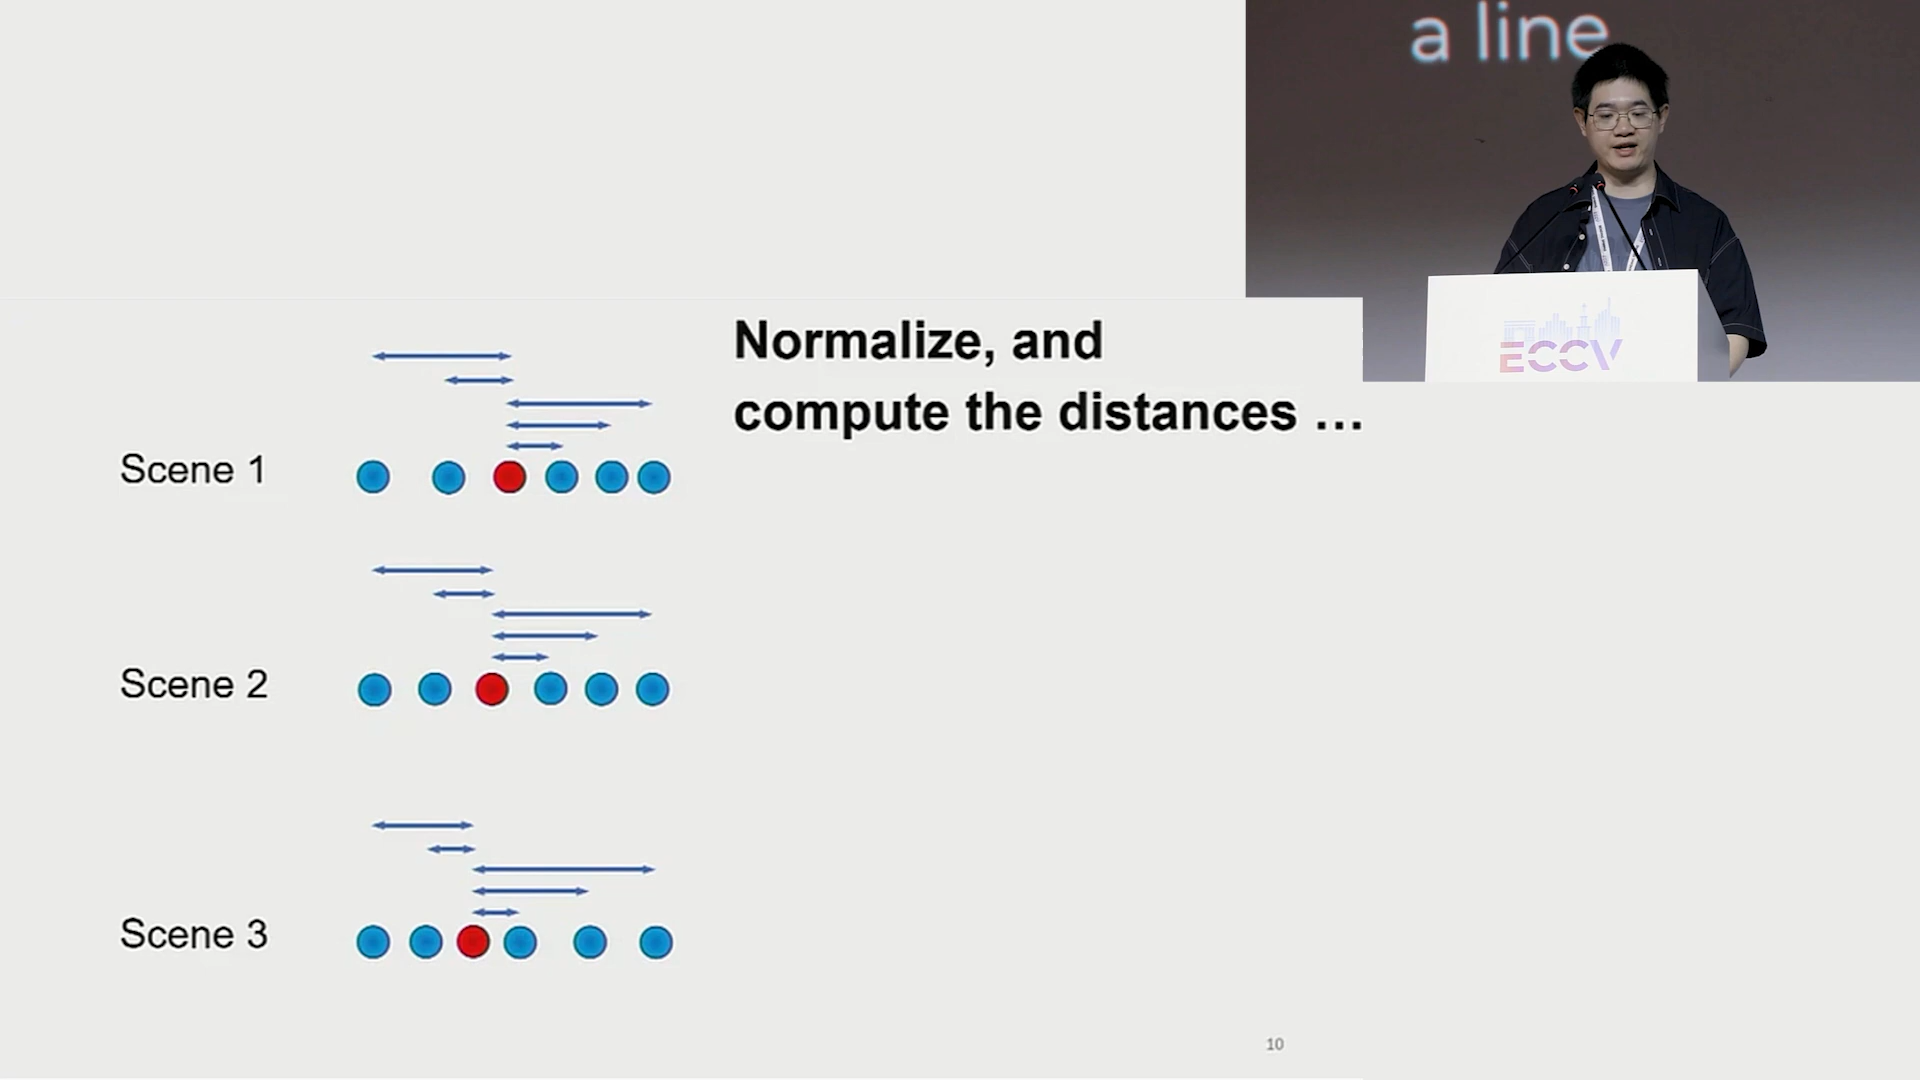 a line
Normalize, and
compute the distances ...
Scene 1
Scene 2
Scene 3
ECCV
10